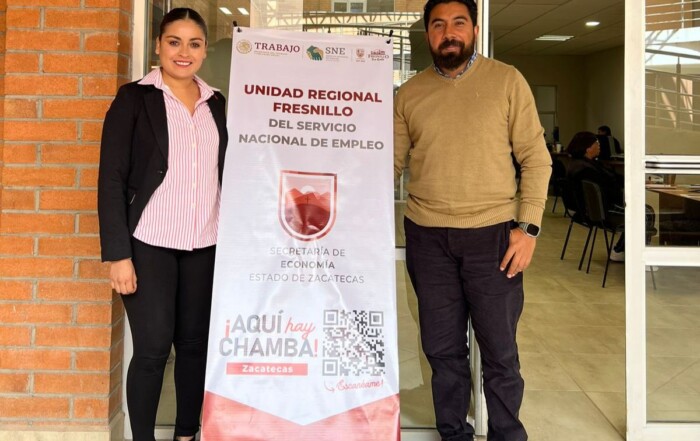 TRABAJO
SNE
UNIDAD REGIONAL
FRESNILLO
DEL SERVICIO
NACIONAL DE EMPLEO
SECRETARÍA DE
ECONOMÍA
ESTADO DE ZACATECAS
¡AQUÍ hay
CHAMBA!
Zacatecas
¡Escanéame!